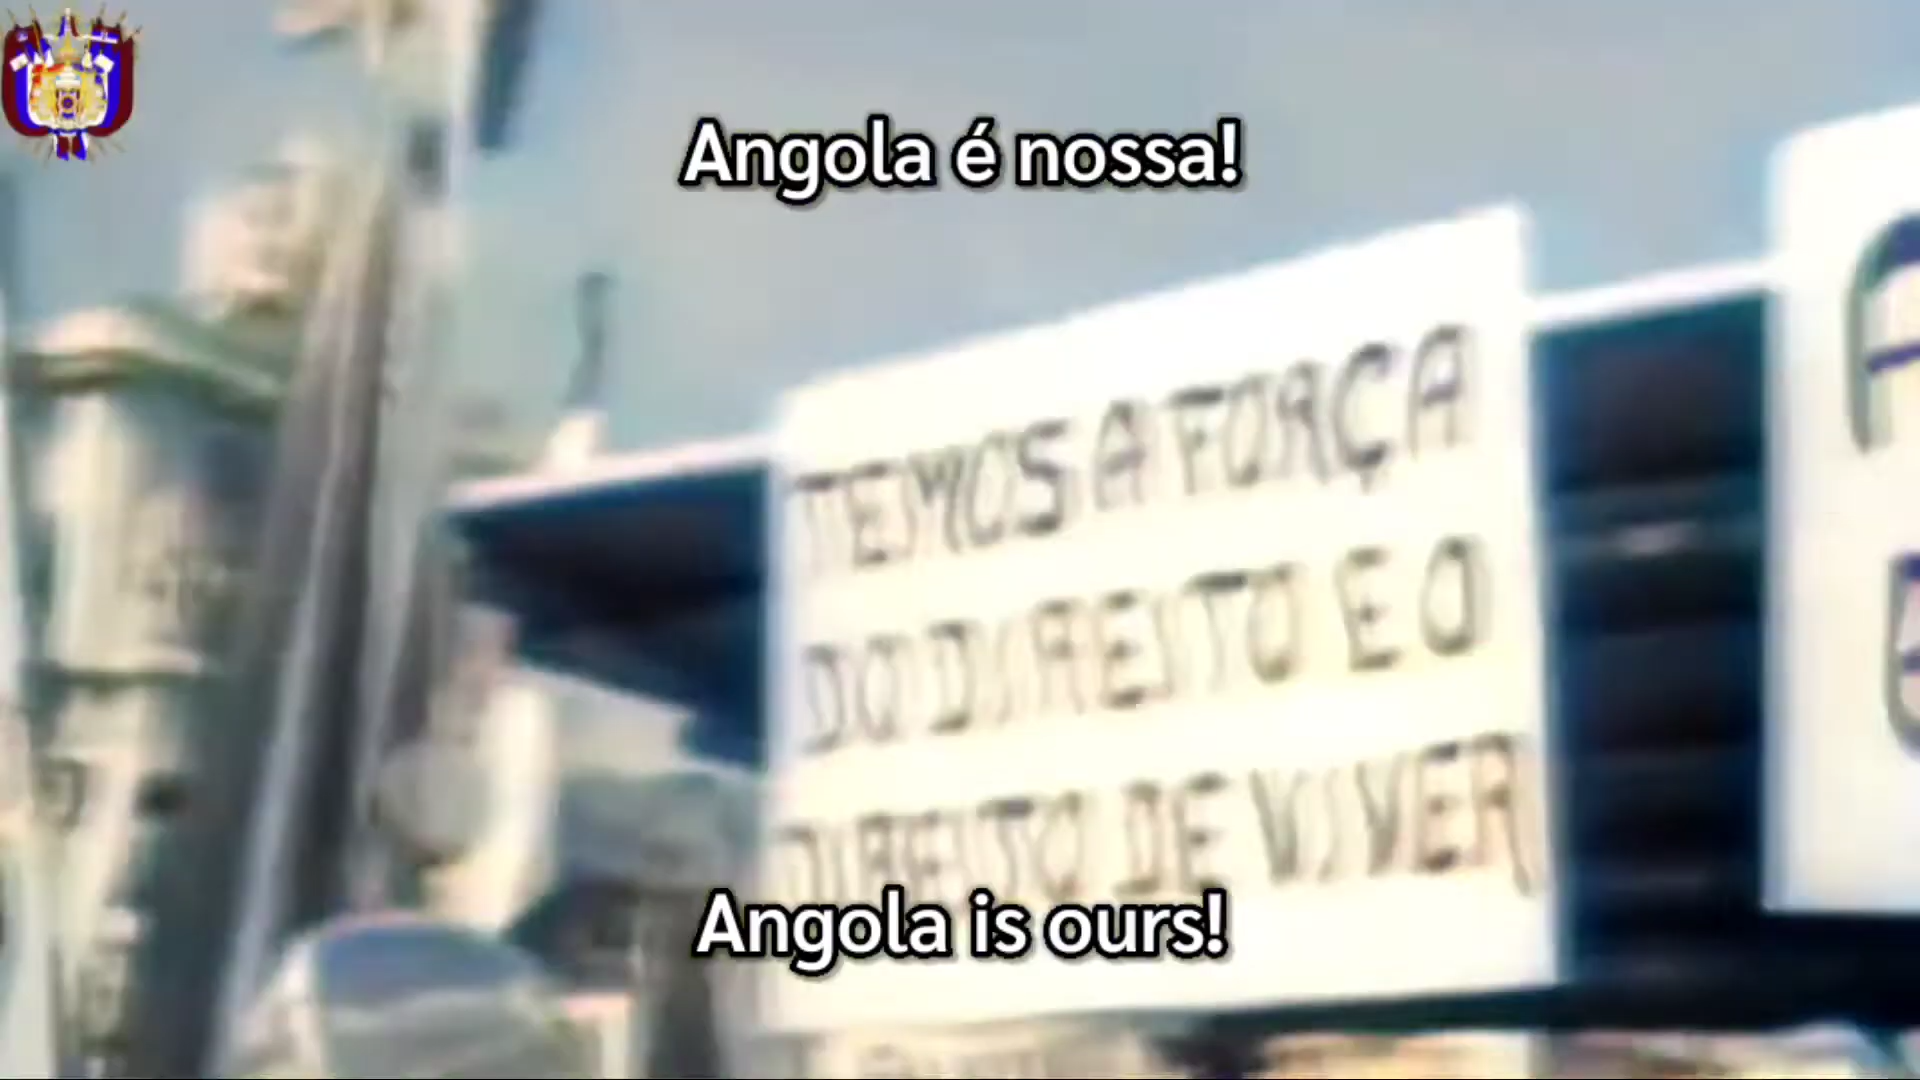 Angola é nossa!
TEMOS A FORÇA
DO DIREITO E O
DIREITO DE VIVER
Angola is ours!